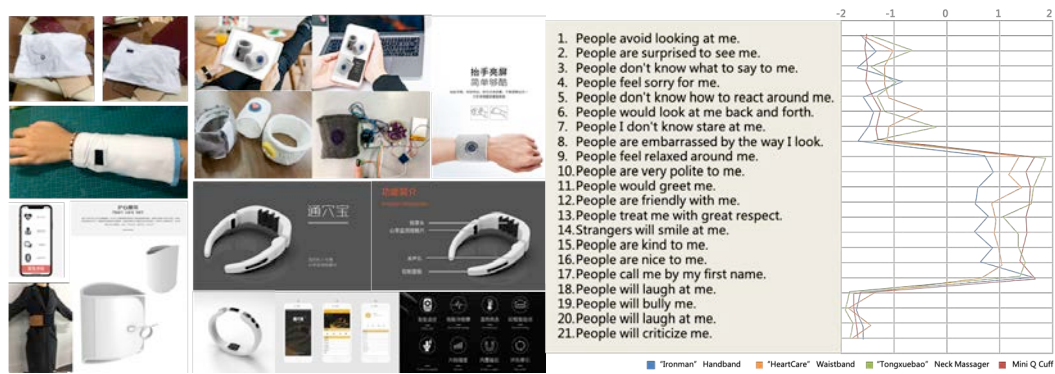 抬手亮屏
简单够酷
通穴宝
功能简介
-2 -1 0 1 2
1. People avoid looking at me.
2. People are surprised to see me.
3. People don't know what to say to me.
4. People feel sorry for me.
5. People don't know how to react around me.
6. People would look at me back and forth.
7. People I don't know stare at me.
8. People are embarrassed by the way I look.
9. People feel relaxed around me.
10. People are very polite to me.
11. People would greet me.
12. People are friendly with me.
13. People treat me with great respect.
14. Strangers will smile at me.
15. People are kind to me.
16. People are nice to me.
17. People call me by my first name.
18. People will laugh at me.
19. People will bully me.
20. People will laugh at me.
21. People will criticize me.
"Ironman" Handband "HeartCare" Waistband "Tongxuebao" Neck Massager Mini Q Cuff